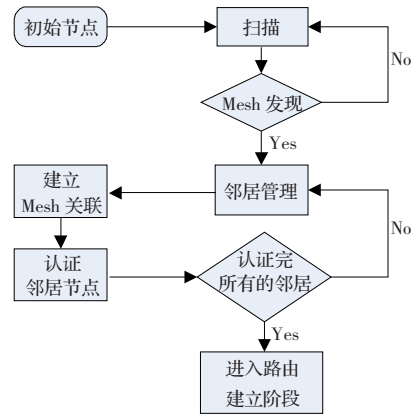 初始节点
扫描
No
Mesh 发现
Yes
建立
Mesh 关联
邻居管理
No
认证
邻居节点
认证完
所有的邻居
Yes
进入路由
建立阶段